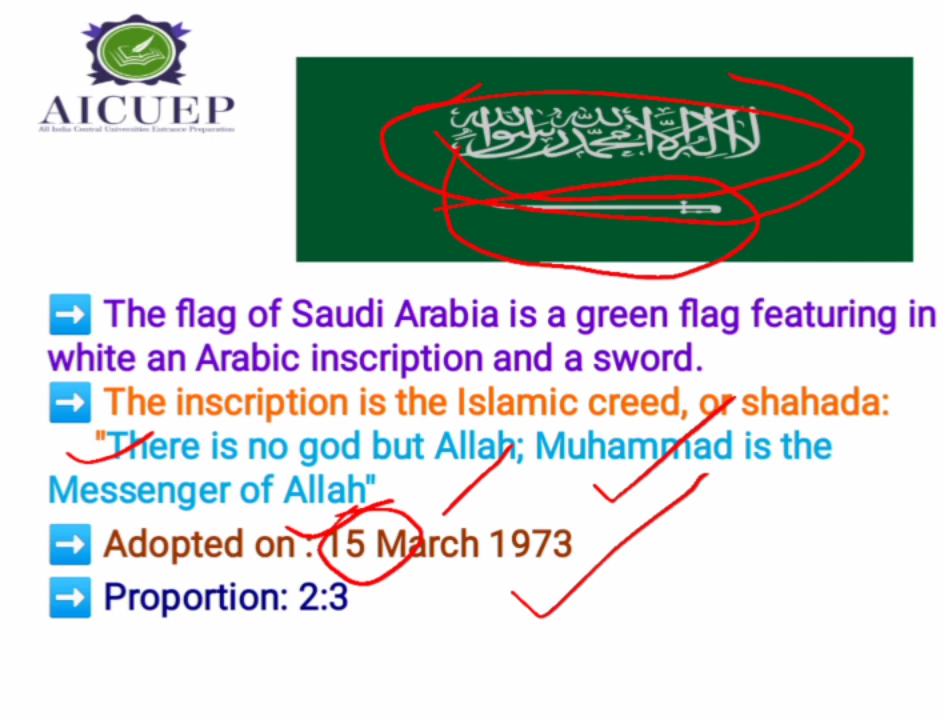 AICUEP
All India Central Universities Entrance Preparation
لا إله إلا الله محمد رسول الله
➡ The flag of Saudi Arabia is a green flag featuring in
white an Arabic inscription and a sword.
➡ The inscription is the Islamic creed, or shahada:
"There is no god but Allah; Muhammad is the
Messenger of Allah"
➡ Adopted on : 15 March 1973
➡ Proportion: 2:3